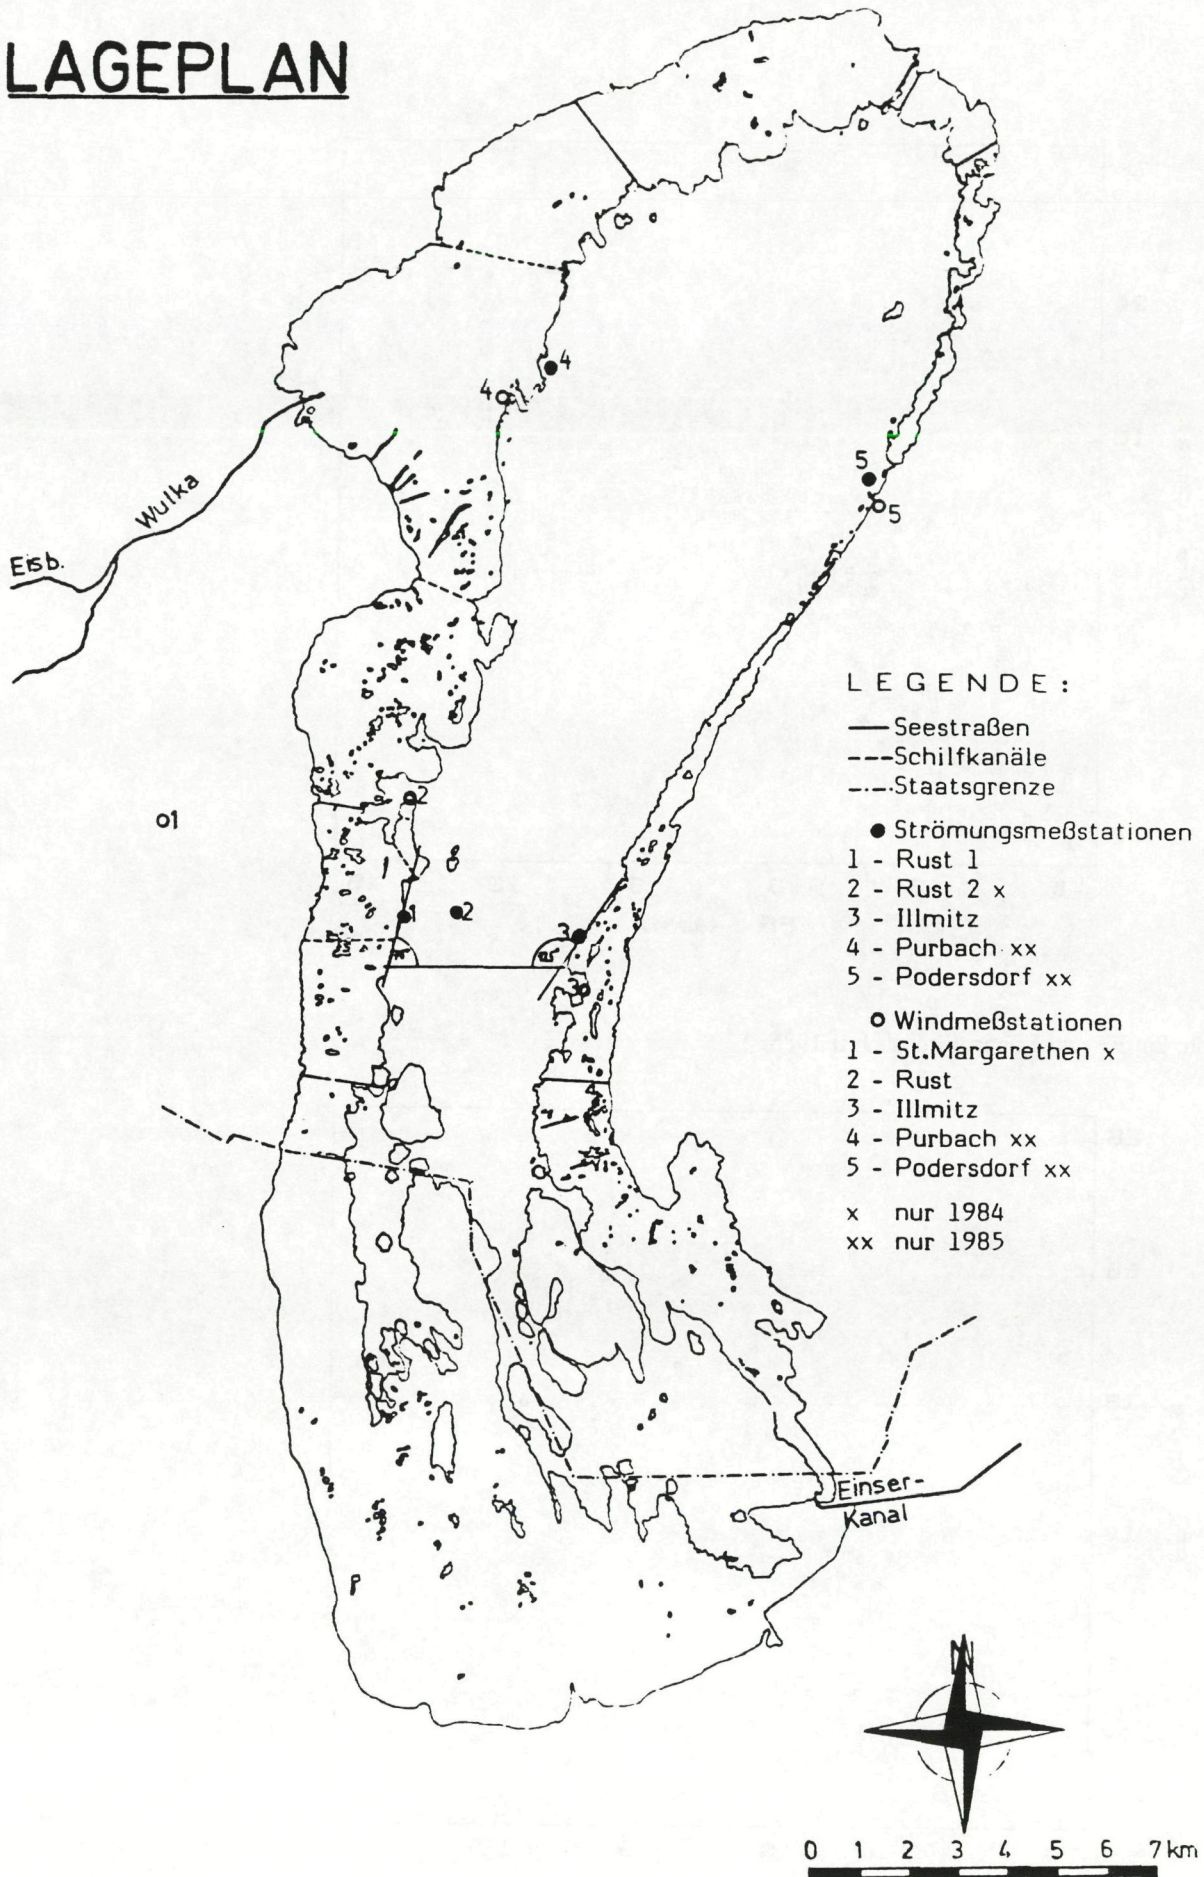 LAGEPLAN
4
4
5
5
Wulka
Eisb.
2
1
1
2
3
3
LEGENDE:
Seestraßen
Schilfkanäle
Staatsgrenze
Strömungsmeßstationen
1 - Rust 1
2 - Rust 2 x
3 - Illmitz
4 - Purbach xx
5 - Podersdorf xx
Windmeßstationen
1 - St.Margarethen x
2 - Rust
3 - Illmitz
4 - Purbach xx
5 - Podersdorf xx
x nur 1984
xx nur 1985
Einser-
Kanal
N
0 1 2 3 4 5 6 7 km